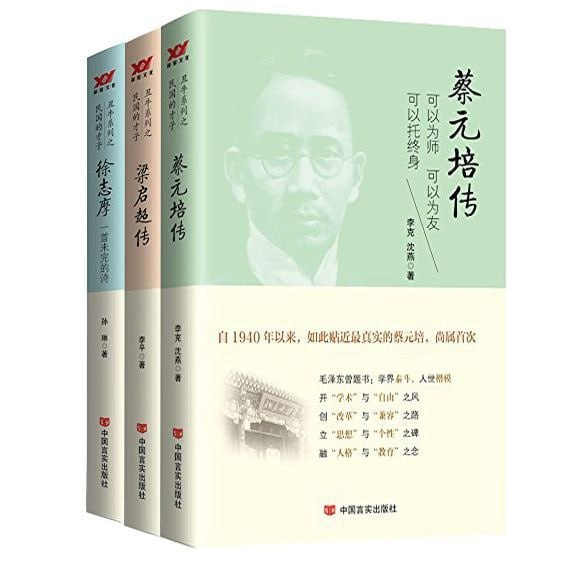 丑牛系列之
民国的才子
徐志摩
一首未完的诗
孙琳 著
中国言实出版社
丑牛系列之
民国的才子
梁启超传
李平 著
中国言实出版社
丑牛系列之
民国的才子
蔡元培传
李克 沈燕 著
中国言实出版社
蔡元培传
可以为师 可以为友
可以托终身
李克 沈燕 著
自1940年以来，如此贴近最真实的蔡元培，尚属首次
毛泽东曾题书：学界泰斗，人世楷模
开“学术”与“自由”之风
创“改革”与“兼容”之路
立“思想”与“个性”之碑
融“人格”与“教育”之念
中国言实出版社